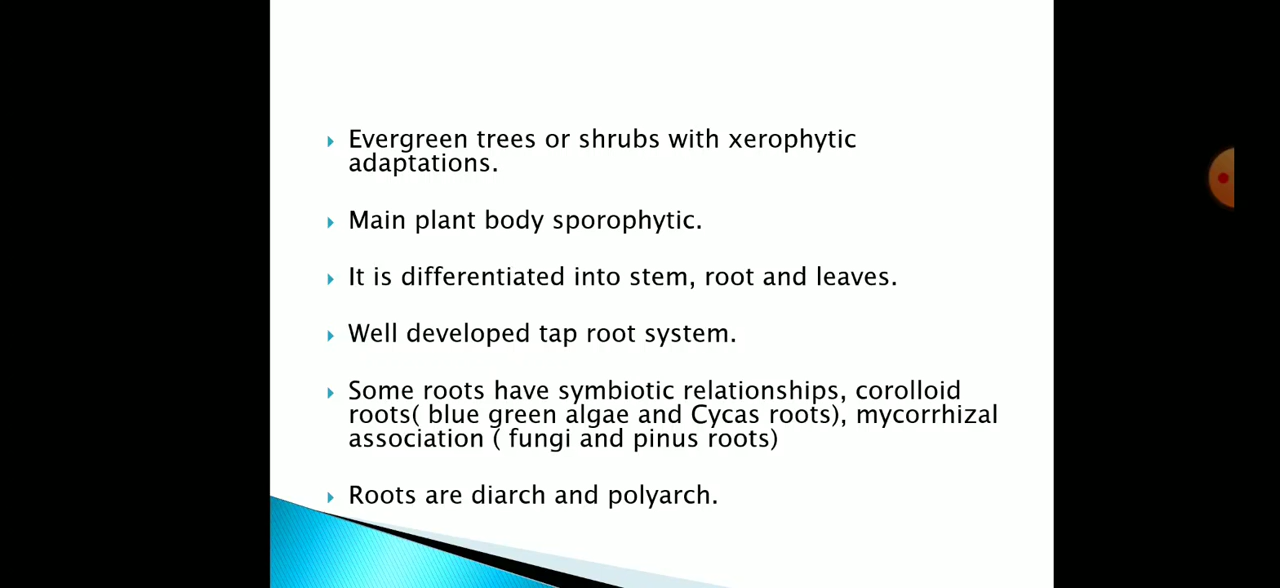 Evergreen trees or shrubs with xerophytic
adaptations.
Main plant body sporophytic.
It is differentiated into stem, root and leaves.
Well developed tap root system.
Some roots have symbiotic relationships, corolloid
roots( blue green algae and Cycas roots), mycorrhizal
association ( fungi and pinus roots)
Roots are diarch and polyarch.